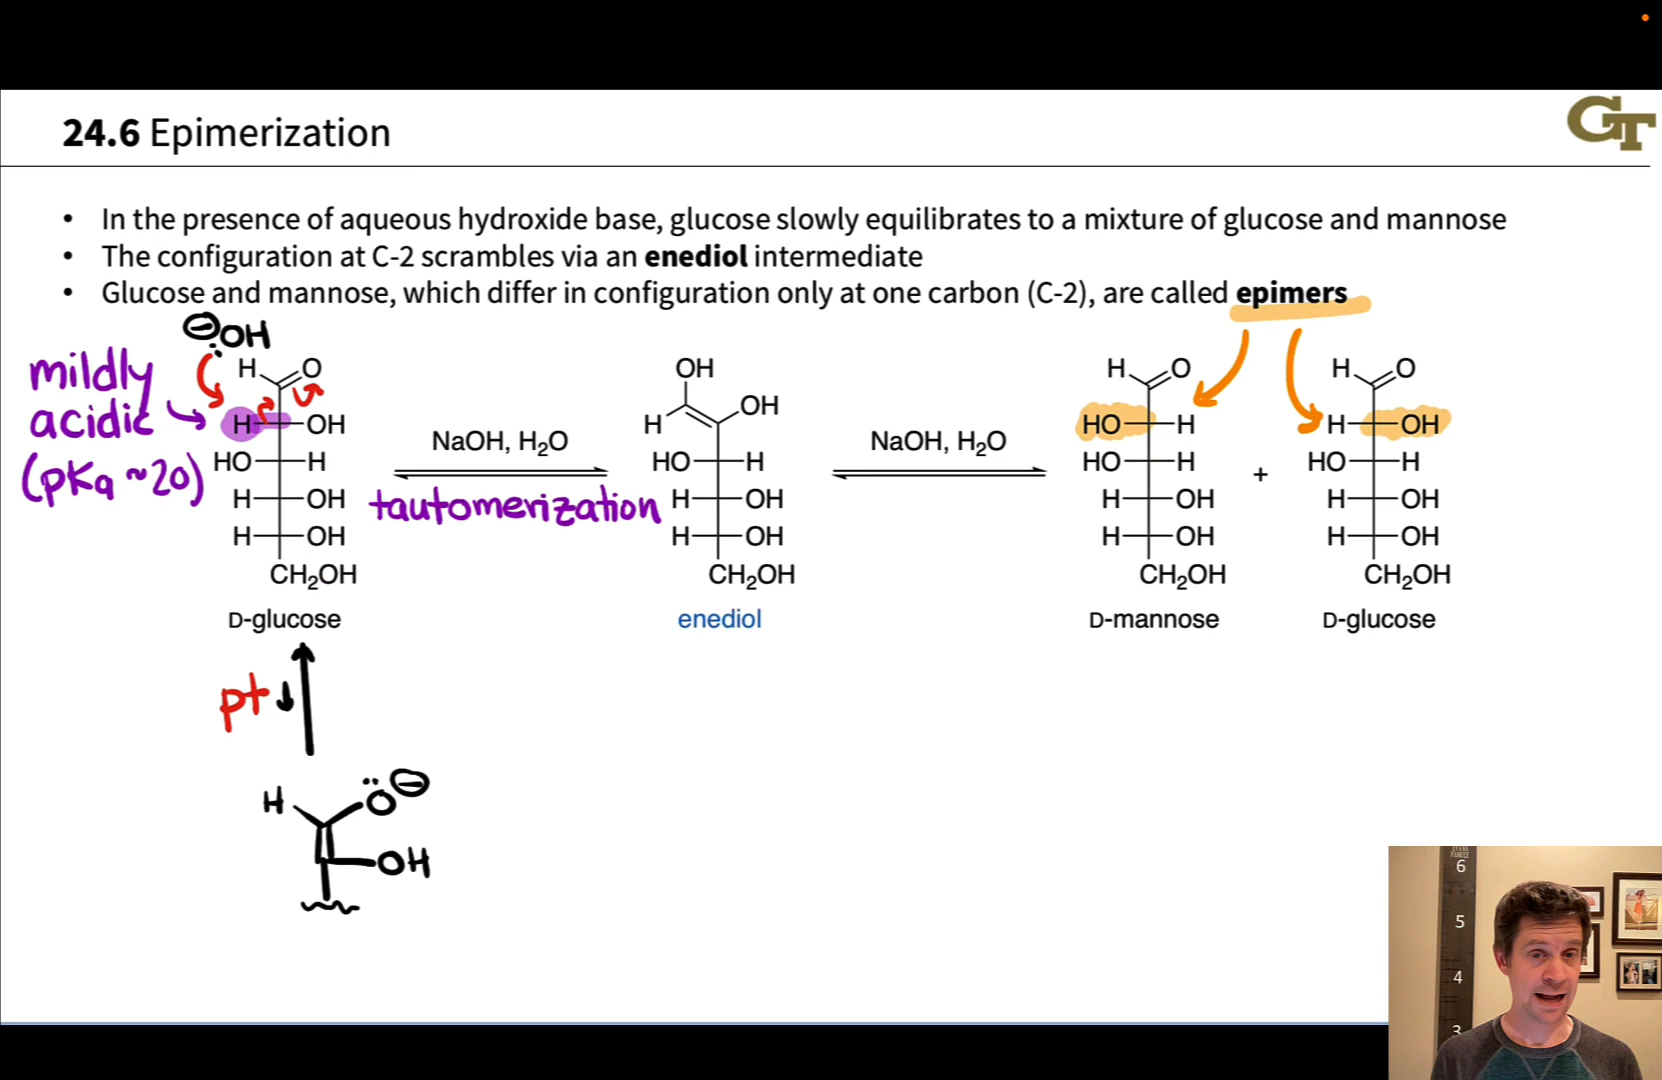 24.6 Epimerization
GT
• In the presence of aqueous hydroxide base, glucose slowly equilibrates to a mixture of glucose and mannose
• The configuration at C-2 scrambles via an enediol intermediate
• Glucose and mannose, which differ in configuration only at one carbon (C-2), are called epimers
⊖:OH
mildly
acidic
(pKa ~20)
H O
H OH
HO H
H OH
H OH
CH₂OH
D-glucose
NaOH, H₂O
tautomerization
OH
H OH
HO H
H OH
H OH
CH₂OH
enediol
NaOH, H₂O
H O
HO H
HO H
H OH
H OH
CH₂OH
D-mannose
+
H O
H OH
HO H
H OH
H OH
CH₂OH
D-glucose
pt
H Ö ⊖
OH
6
5
4
3